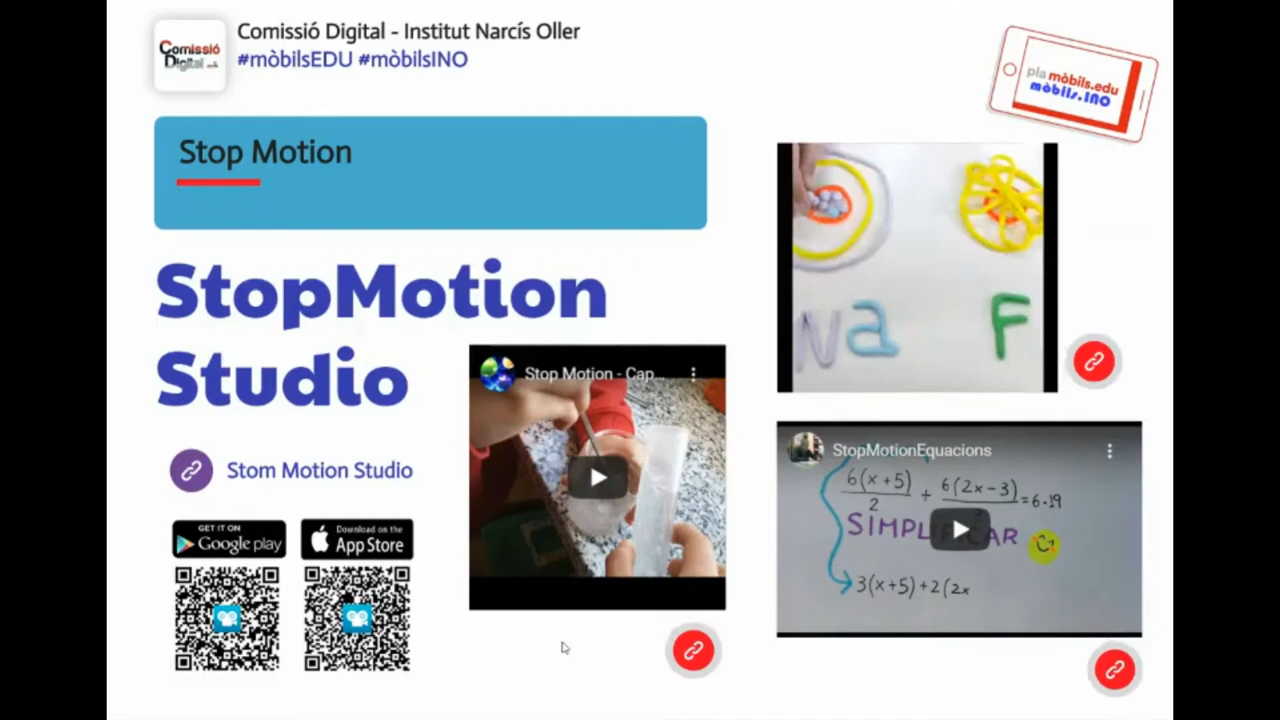 Comissió
Digital
Comissió Digital - Institut Narcís Oller
#mòbilsEDU #mòbilsINO
pla mòbils.edu
mòbils.INO
Stop Motion
StopMotion
Studio
Stom Motion Studio
GET IT ON
Google play
Download on the
App Store
Stop Motion - Cap...
Na F
StopMotionEquacions
6(x+5)/2 + 6(2x-3) =6·19
3(x+5)+2(2x